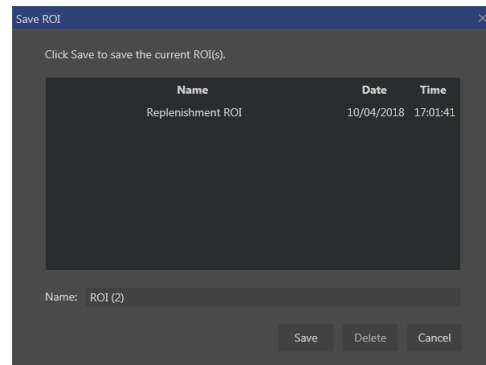 Save ROI
Click Save to save the current ROI(s).
Name Date Time
Replenishment ROI 10/04/2018 17:01:41
Name: ROI (2)
Save Delete Cancel